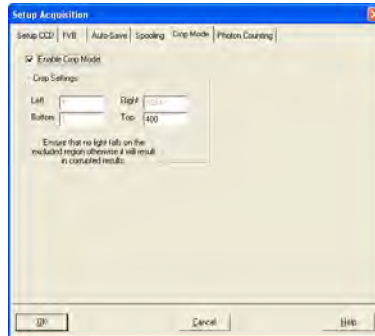 Setup Acquisition
Setup CCD FVB Auto-Save Spooling Crop Mode Photon Counting
Enable Crop Mode
Crop Settings
Left Right
Bottom Top 400
Ensure that no light falls on the
excluded region otherwise it will result
in corrupted results.
OK Cancel Help